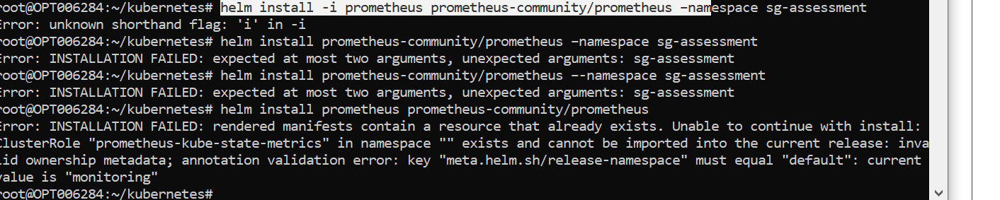 root@OPT006284:~/kubernetes# helm install -i prometheus prometheus-community/prometheus –namespace sg-assessment
Error: unknown shorthand flag: 'i' in -i
root@OPT006284:~/kubernetes# helm install prometheus-community/prometheus –namespace sg-assessment
Error: INSTALLATION FAILED: expected at most two arguments, unexpected arguments: sg-assessment
root@OPT006284:~/kubernetes# helm install prometheus-community/prometheus –-namespace sg-assessment
Error: INSTALLATION FAILED: expected at most two arguments, unexpected arguments: sg-assessment
root@OPT006284:~/kubernetes# helm install prometheus prometheus-community/prometheus
Error: INSTALLATION FAILED: rendered manifests contain a resource that already exists. Unable to continue with install:
ClusterRole "prometheus-kube-state-metrics" in namespace "" exists and cannot be imported into the current release: inva
lid ownership metadata; annotation validation error: key "meta.helm.sh/release-namespace" must equal "default": current
value is "monitoring"
root@OPT006284:~/kubernetes#